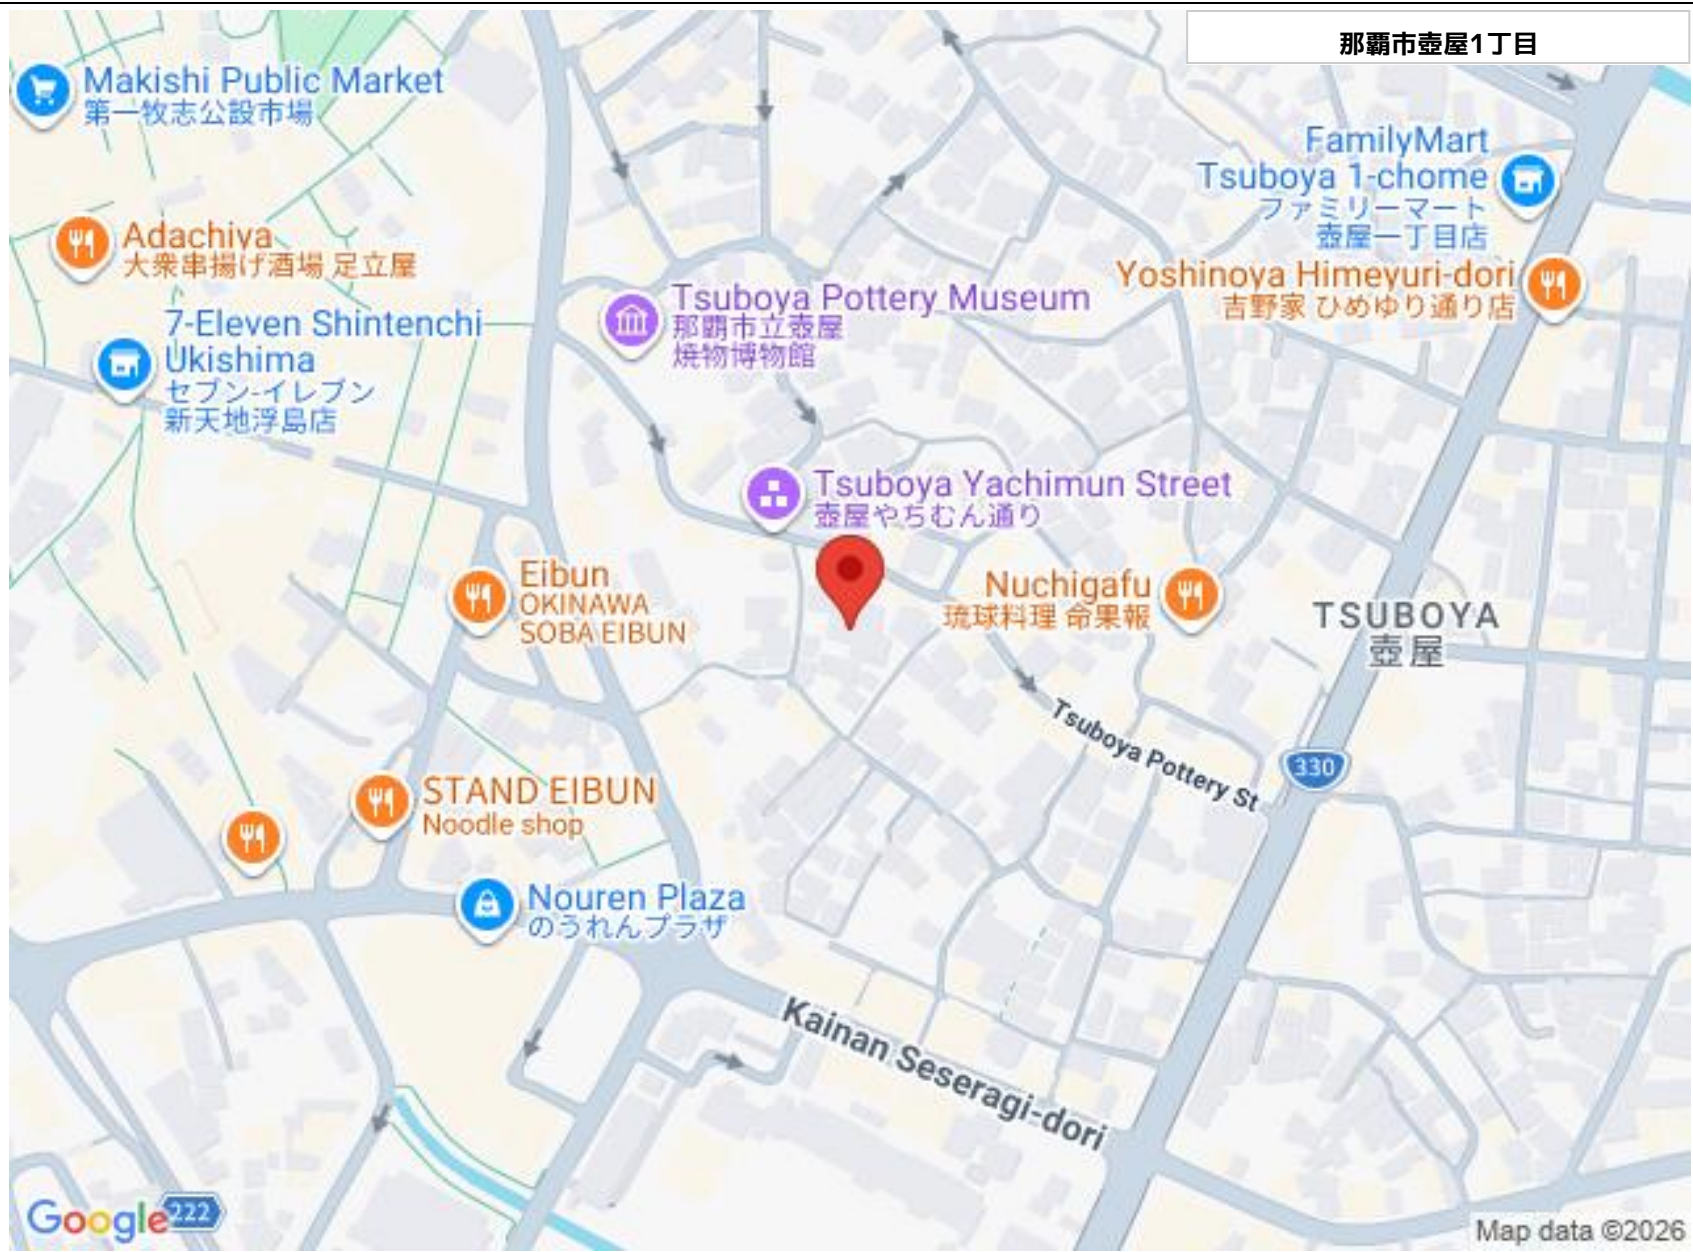 那覇市壺屋1丁目
Makishi Public Market
第一牧志公設市場
FamilyMart
Tsuboya 1-chome
ファミリーマート
壺屋一丁目店
Adachiya
大衆串揚げ酒場 足立屋
Yoshinoya Himeyuri-dori
吉野家 ひめゆり通り店
Tsuboya Pottery Museum
那覇市立壺屋
焼物博物館
7-Eleven Shintenchi
Ukishima
セブン-イレブン
新天地浮島店
Tsuboya Yachimun Street
壺屋やちむん通り
Eibun
OKINAWA
SOBA EIBUN
Nuchigafu
琉球料理 命果報
TSUBOYA
壺屋
Tsuboya Pottery St
330
STAND EIBUN
Noodle shop
Nouren Plaza
のうれんプラザ
Kainan Seseragi-dori
Google
222
Map data ©2026